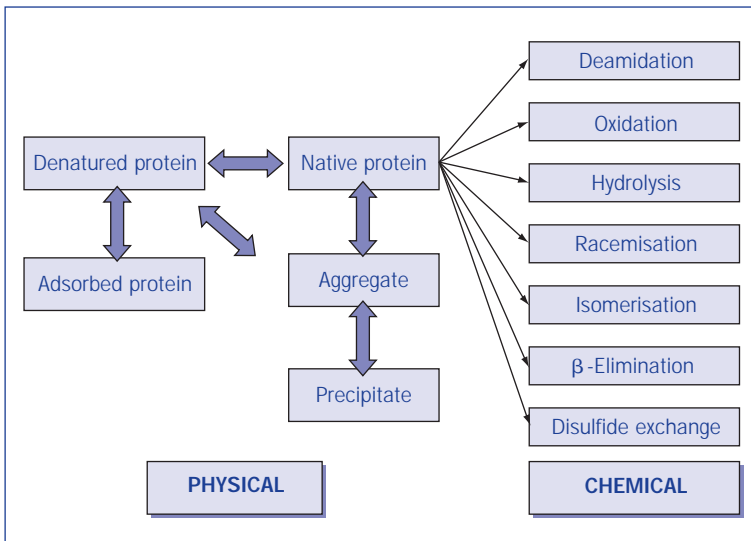 Deamidation
Oxidation
Denatured protein
Native protein
Hydrolysis
Racemisation
Adsorbed protein
Aggregate
Isomerisation
β-Elimination
Precipitate
Disulfide exchange
PHYSICAL
CHEMICAL